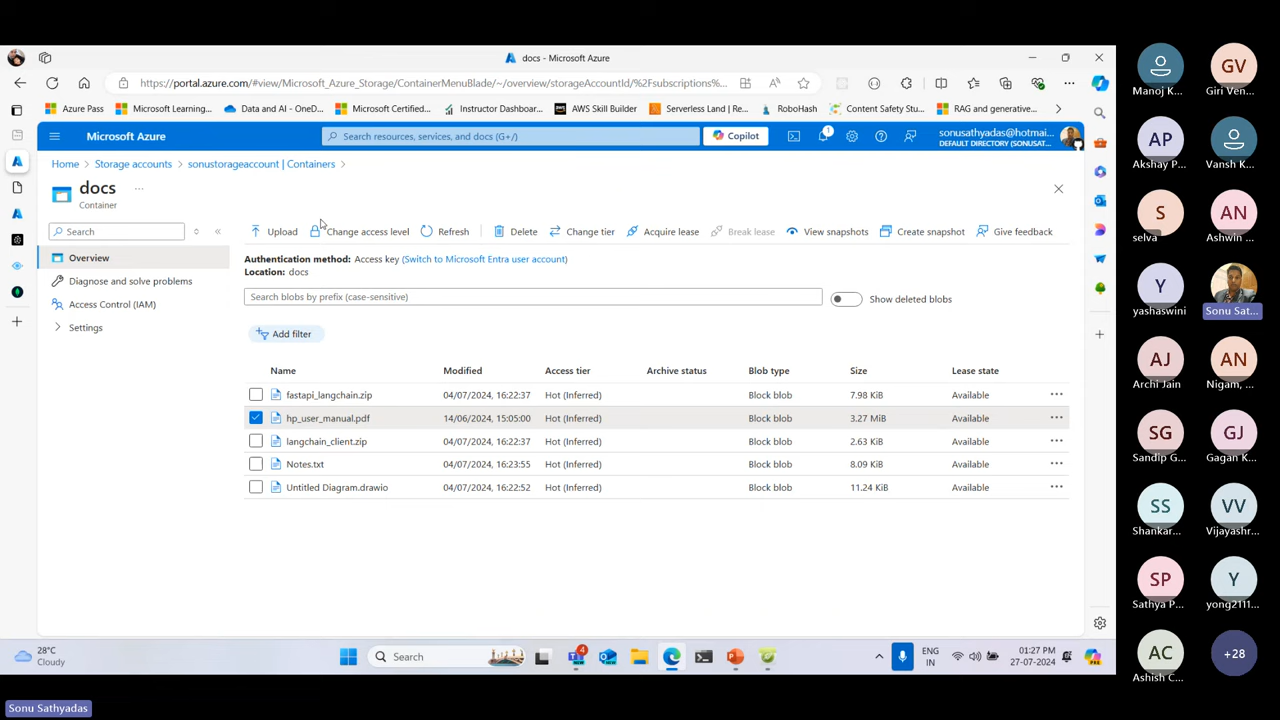 docs - Microsoft Azure
https://portal.azure.com/#view/Microsoft_Azure_Storage/ContainerMenuBlade/~/overview/storageAccountId/%2Fsubscriptions%...
Azure Pass
Microsoft Learning...
Data and AI - OneD...
Microsoft Certified...
Instructor Dashboar...
AWS Skill Builder
Serverless Land | Re...
RoboHash
Content Safety Stu...
RAG and generative...
Microsoft Azure
Search resources, services, and docs (G+/)
Copilot
1
sonusathyadas@hotmai...
DEFAULT DIRECTORY (SONUSAT...
Home > Storage accounts > sonustorageaccount | Containers >
docs ...
Container
Search
Overview
Diagnose and solve problems
Access Control (IAM)
Settings
Upload Change access level Refresh Delete Change tier Acquire lease Break lease View snapshots Create snapshot Give feedback
Authentication method: Access key (Switch to Microsoft Entra user account)
Location: docs
Search blobs by prefix (case-sensitive)
Show deleted blobs
Add filter
Name Modified Access tier Archive status Blob type Size Lease state
fastapi_langchain.zip 04/07/2024, 16:22:37 Hot (Inferred) Block blob 7.98 KiB Available ...
hp_user_manual.pdf 14/06/2024, 15:05:00 Hot (Inferred) Block blob 3.27 MiB Available ...
langchain_client.zip 04/07/2024, 16:22:37 Hot (Inferred) Block blob 2.63 KiB Available ...
Notes.txt 04/07/2024, 16:23:55 Hot (Inferred) Block blob 8.09 KiB Available ...
Untitled Diagram.drawio 04/07/2024, 16:22:52 Hot (Inferred) Block blob 11.24 KiB Available ...
28°C
Cloudy
Search
4
NEW
NEW
ENG
IN
01:27 PM
27-07-2024
PRE
Sonu Sathyadas
Manoj K...
GV
Giri Ven...
AP
Akshay P...
Vansh K...
S
selva
AN
Ashwin ...
Y
yashaswini
Sonu Sat...
AJ
Archi Jain
AN
Nigam, ...
SG
Sandip G...
GJ
Gagan K...
SS
Shankar...
VV
Vijayashr...
SP
Sathya P...
Y
yong2111...
AC
Ashish C...
+28